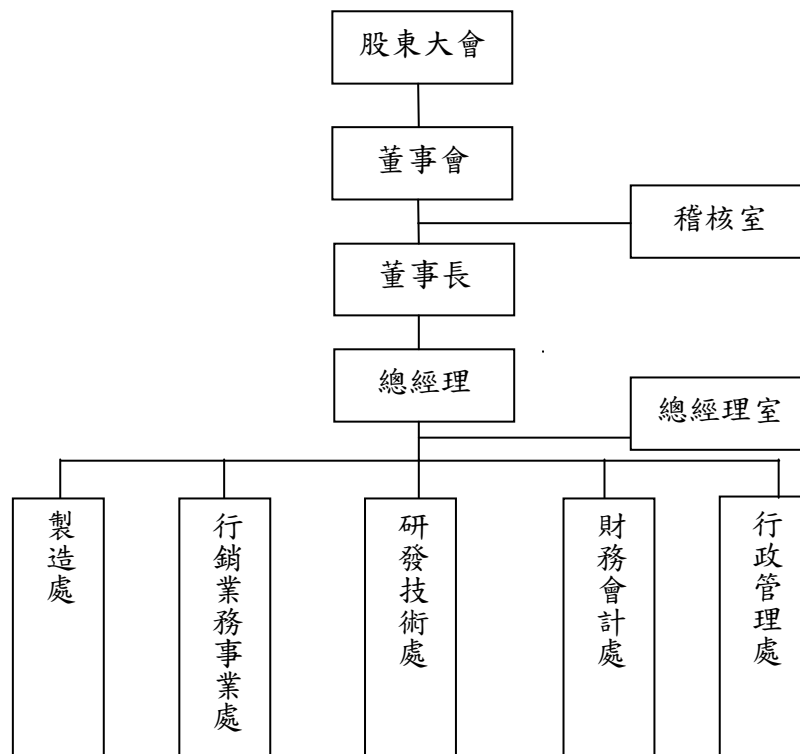 股東大會
董事會
稽核室
董事長
總經理
總經理室
製造處
行銷業務事業處
研發技術處
財務會計處
行政管理處